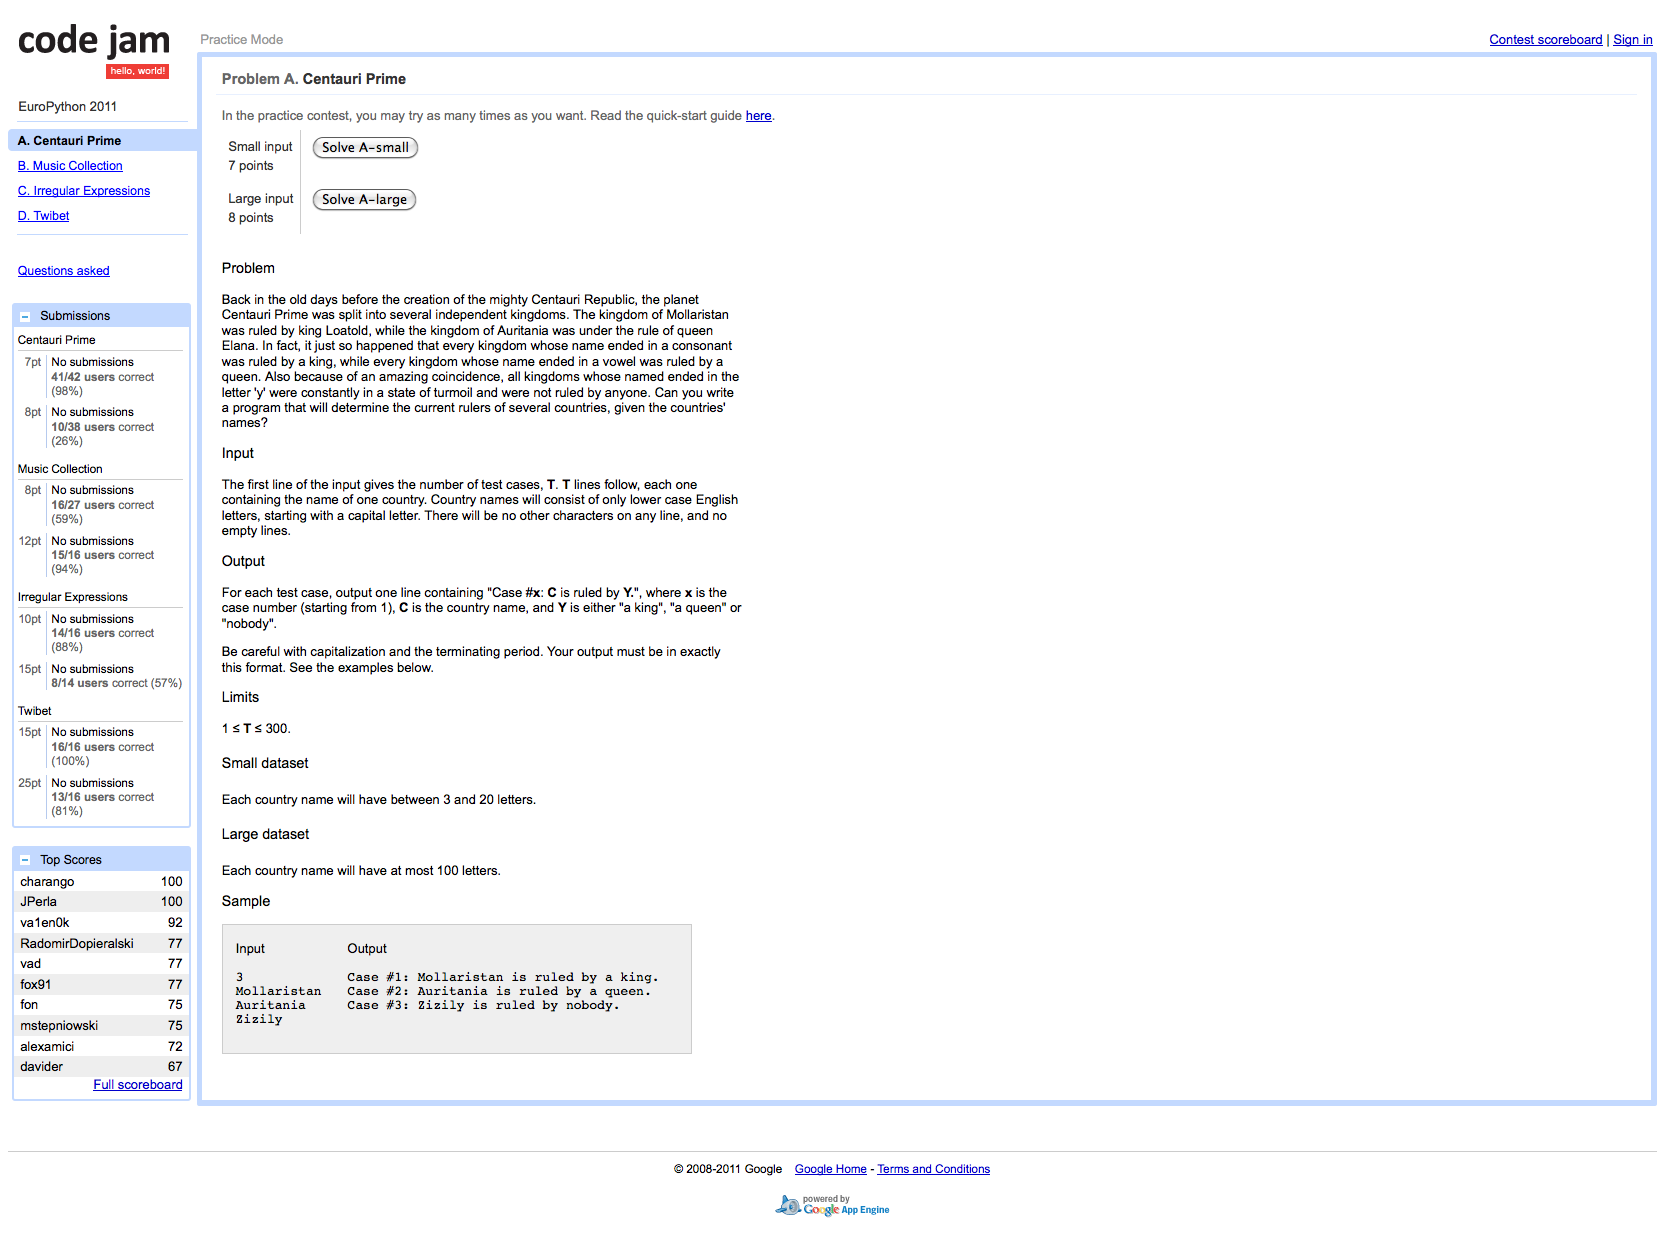 code jam
hello, world!
Practice Mode
Contest scoreboard | Sign in
EuroPython 2011
A. Centauri Prime
B. Music Collection
C. Irregular Expressions
D. Twibet
Questions asked
Submissions
Centauri Prime
7pt No submissions
41/42 users correct
(98%)
8pt No submissions
10/38 users correct
(26%)
Music Collection
8pt No submissions
16/27 users correct
(59%)
12pt No submissions
15/16 users correct
(94%)
Irregular Expressions
10pt No submissions
14/16 users correct
(88%)
15pt No submissions
8/14 users correct (57%)
Twibet
15pt No submissions
16/16 users correct
(100%)
25pt No submissions
13/16 users correct
(81%)
Top Scores
charango 100
JPerla 100
va1en0k 92
RadomirDopieralski 77
vad 77
fox91 77
fon 75
mstepniowski 75
alexamici 72
davider 67
Full scoreboard
Problem A. Centauri Prime
In the practice contest, you may try as many times as you want. Read the quick-start guide here.
Small input
7 points
Solve A-small
Large input
8 points
Solve A-large
Problem
Back in the old days before the creation of the mighty Centauri Republic, the planet
Centauri Prime was split into several independent kingdoms. The kingdom of Mollaristan
was ruled by king Loatold, while the kingdom of Auritania was under the rule of queen
Elana. In fact, it just so happened that every kingdom whose name ended in a consonant
was ruled by a king, while every kingdom whose name ended in a vowel was ruled by a
queen. Also because of an amazing coincidence, all kingdoms whose named ended in the
letter 'y' were constantly in a state of turmoil and were not ruled by anyone. Can you write
a program that will determine the current rulers of several countries, given the countries'
names?
Input
The first line of the input gives the number of test cases, T. T lines follow, each one
containing the name of one country. Country names will consist of only lower case English
letters, starting with a capital letter. There will be no other characters on any line, and no
empty lines.
Output
For each test case, output one line containing "Case #x: C is ruled by Y.", where x is the
case number (starting from 1), C is the country name, and Y is either "a king", "a queen" or
"nobody".
Be careful with capitalization and the terminating period. Your output must be in exactly
this format. See the examples below.
Limits
1 ≤ T ≤ 300.
Small dataset
Each country name will have between 3 and 20 letters.
Large dataset
Each country name will have at most 100 letters.
Sample
Input
3
Mollaristan
Auritania
Zizily
Output
Case #1: Mollaristan is ruled by a king.
Case #2: Auritania is ruled by a queen.
Case #3: Zizily is ruled by nobody.
© 2008-2011 Google Google Home - Terms and Conditions
powered by
Google App Engine